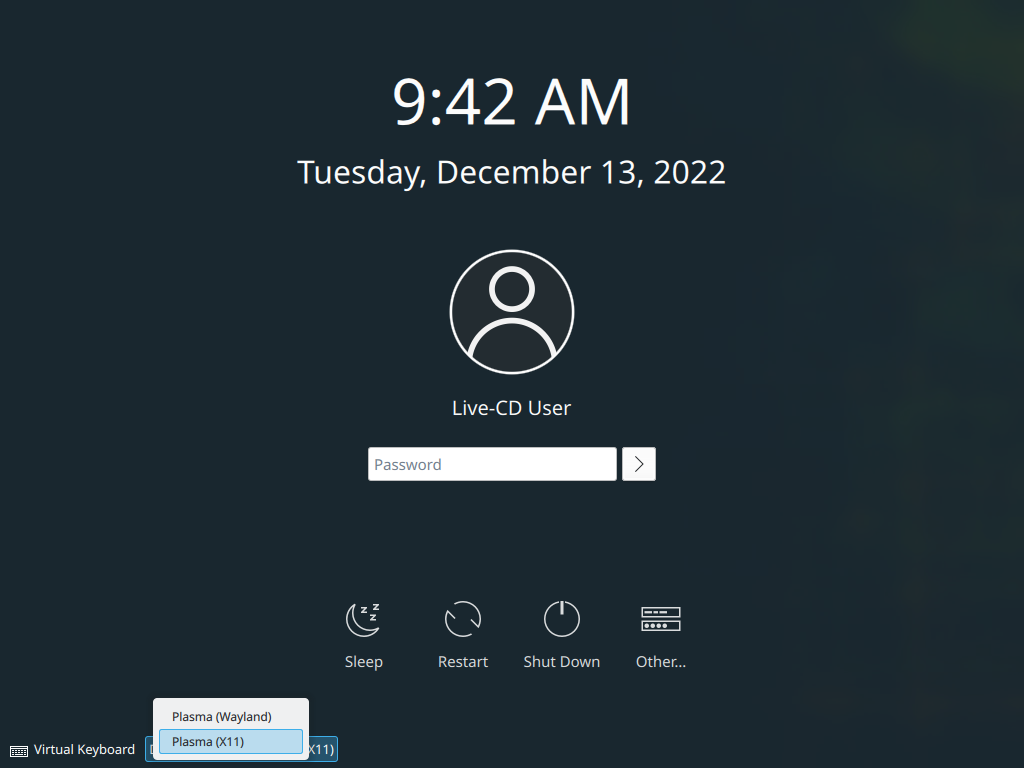 9:42 AM
Tuesday, December 13, 2022
Live-CD User
Password
Sleep
Restart
Shut Down
Other...
Plasma (Wayland)
Plasma (X11)
Virtual Keyboard
X11)